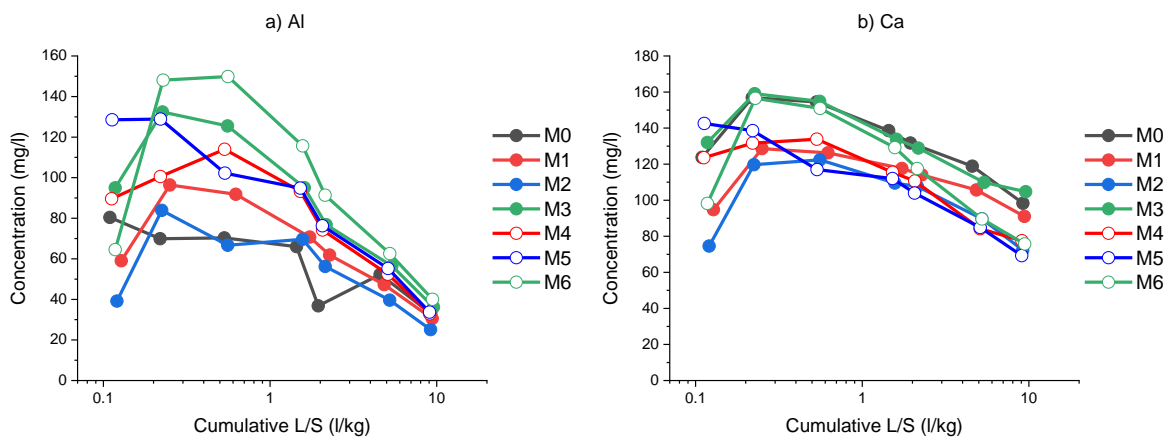 a) Al
160
140
120
100
80
60
40
20
0
Concentration (mg/l)
0.1
1
10
Cumulative L/S (l/kg)
M0
M1
M2
M3
M4
M5
M6
b) Ca
180
160
140
120
100
80
60
40
20
0
Concentration (mg/l)
0.1
1
10
Cumulative L/S (l/kg)
M0
M1
M2
M3
M4
M5
M6